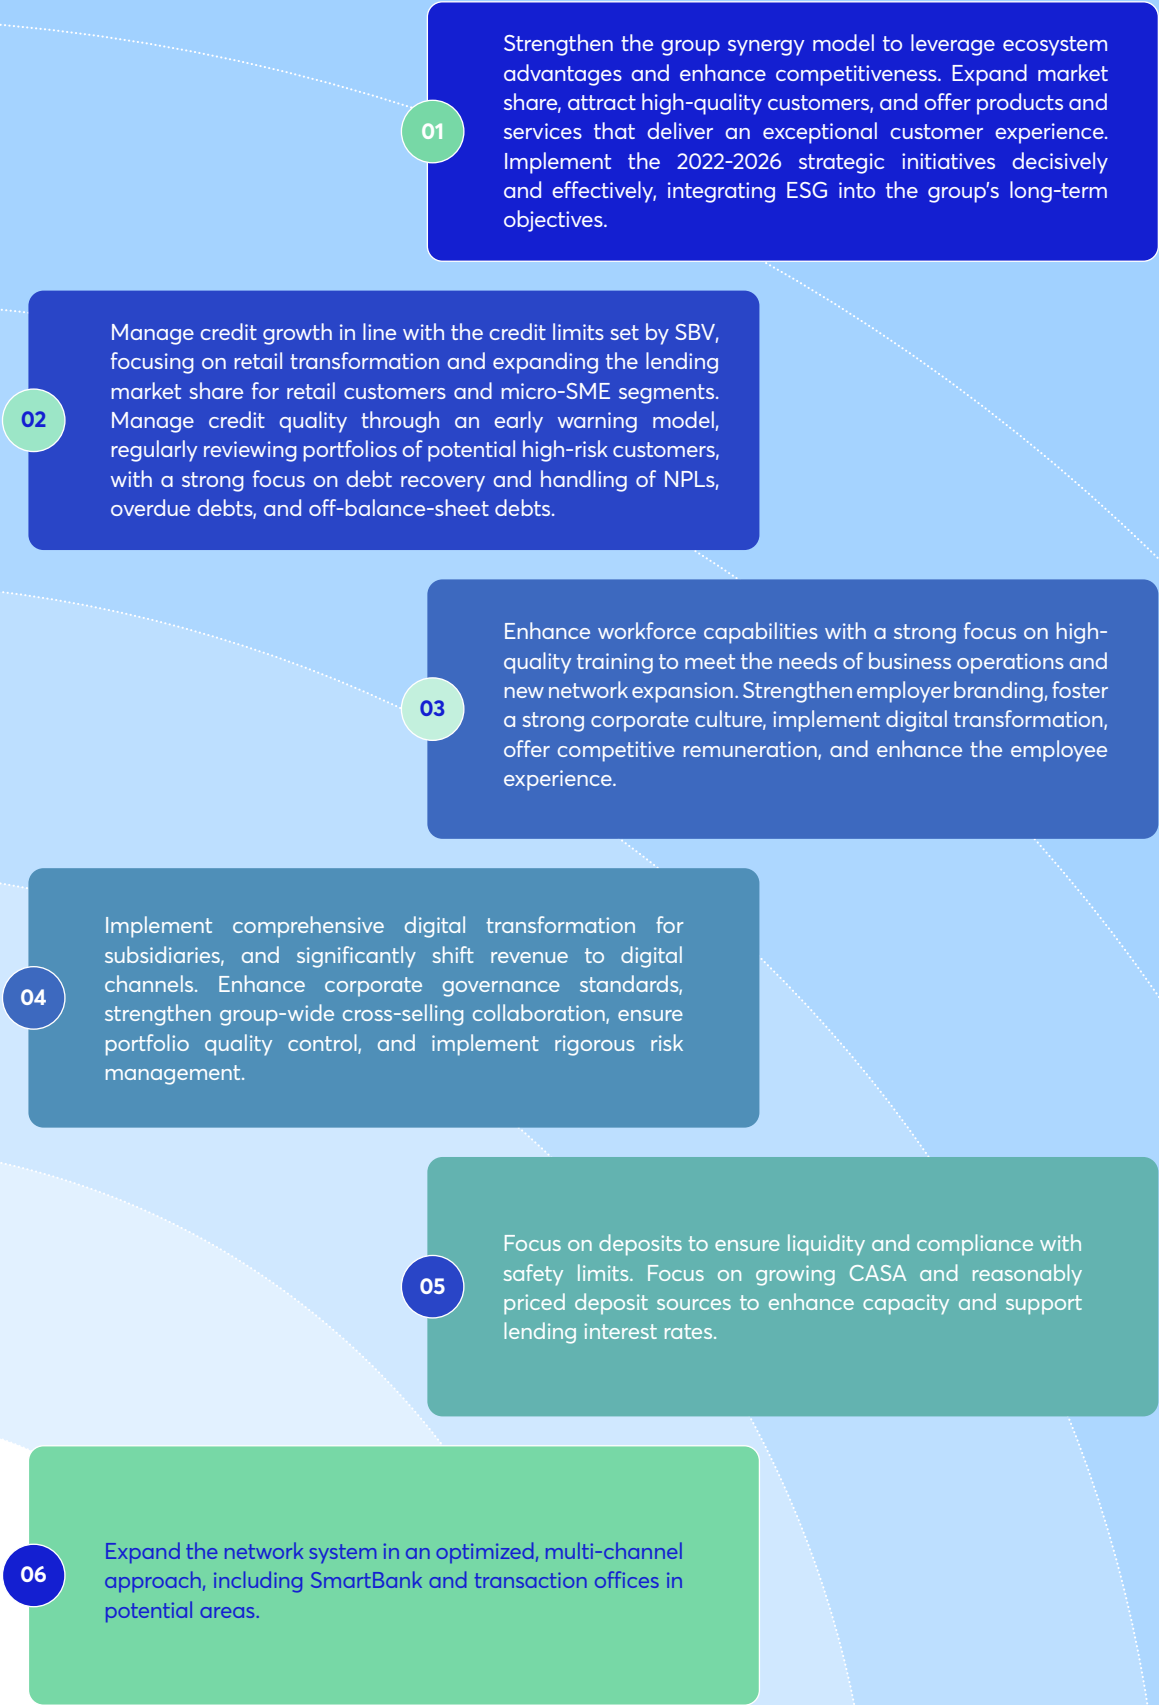 01
Strengthen the group synergy model to leverage ecosystem
advantages and enhance competitiveness. Expand market
share, attract high-quality customers, and offer products and
services that deliver an exceptional customer experience.
Implement the 2022-2026 strategic initiatives decisively
and effectively, integrating ESG into the group's long-term
objectives.
02
Manage credit growth in line with the credit limits set by SBV,
focusing on retail transformation and expanding the lending
market share for retail customers and micro-SME segments.
Manage credit quality through an early warning model,
regularly reviewing portfolios of potential high-risk customers,
with a strong focus on debt recovery and handling of NPLs,
overdue debts, and off-balance-sheet debts.
03
Enhance workforce capabilities with a strong focus on high-
quality training to meet the needs of business operations and
new network expansion. Strengthen employer branding, foster
a strong corporate culture, implement digital transformation,
offer competitive remuneration, and enhance the employee
experience.
04
Implement comprehensive digital transformation for
subsidiaries, and significantly shift revenue to digital
channels. Enhance corporate governance standards,
strengthen group-wide cross-selling collaboration, ensure
portfolio quality control, and implement rigorous risk
management.
05
Focus on deposits to ensure liquidity and compliance with
safety limits. Focus on growing CASA and reasonably
priced deposit sources to enhance capacity and support
lending interest rates.
06
Expand the network system in an optimized, multi-channel
approach, including SmartBank and transaction offices in
potential areas.